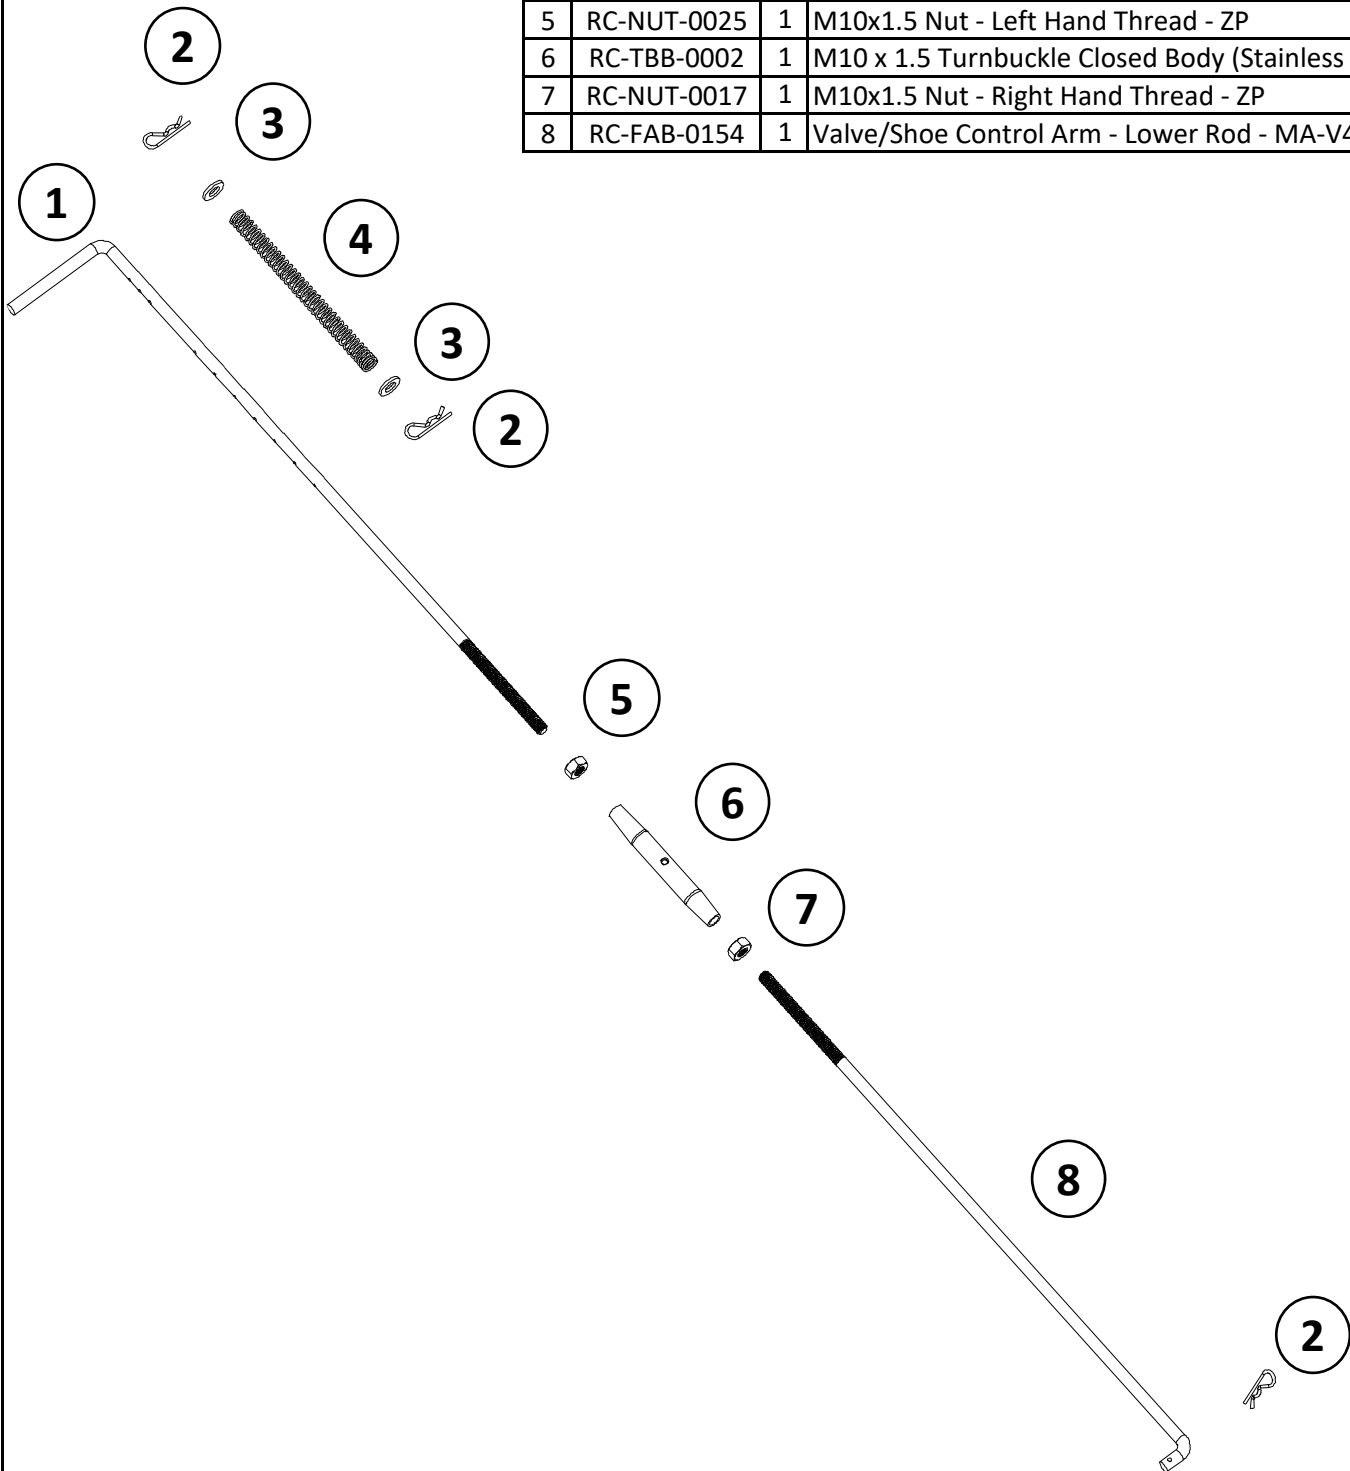 5 RC-NUT-0025 1 M10x1.5 Nut - Left Hand Thread - ZP
6 RC-TBB-0002 1 M10 x 1.5 Turnbuckle Closed Body (Stainless
7 RC-NUT-0017 1 M10x1.5 Nut - Right Hand Thread - ZP
8 RC-FAB-0154 1 Valve/Shoe Control Arm - Lower Rod - MA-V4
2
3
1
4
3
2
5
6
7
8
2